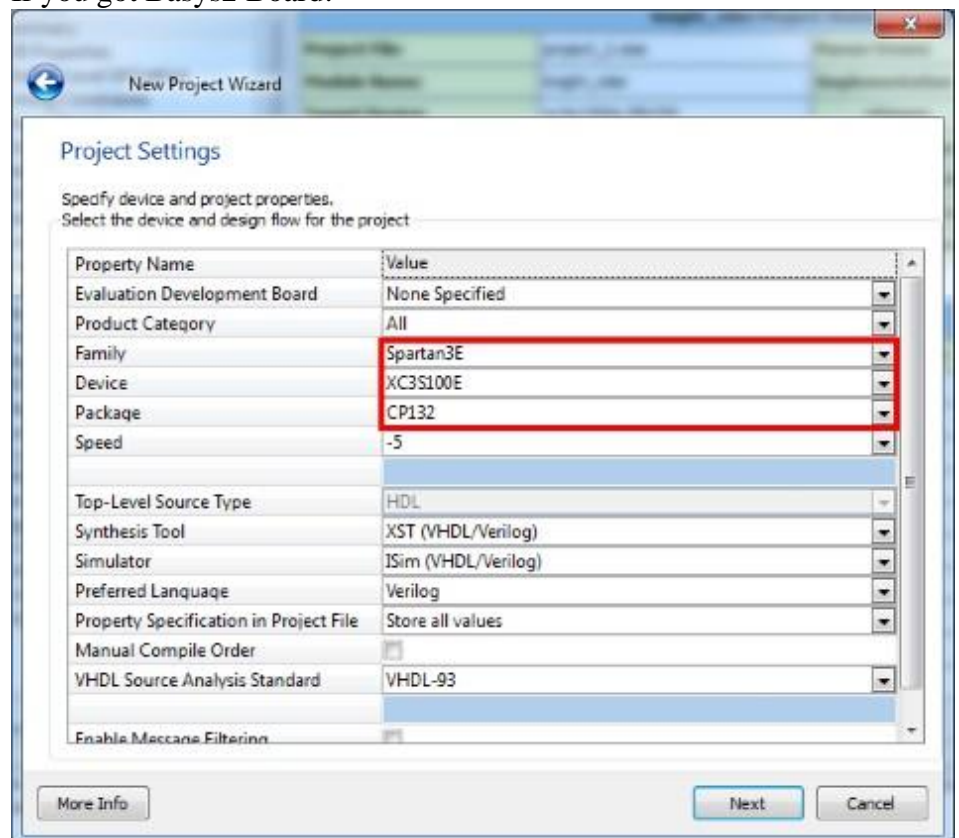 If you got Basys2 Board:
New Project Wizard
Project Settings
Specify device and project properties.
Select the device and design flow for the project
Property Name Value
Evaluation Development Board None Specified
Product Category All
Family Spartan3E
Device XC3S100E
Package CP132
Speed -5
Top-Level Source Type HDL
Synthesis Tool XST (VHDL/Verilog)
Simulator ISim (VHDL/Verilog)
Preferred Language Verilog
Property Specification in Project File Store all values
Manual Compile Order
VHDL Source Analysis Standard VHDL-93
Enable Message Filtering
More Info Next Cancel